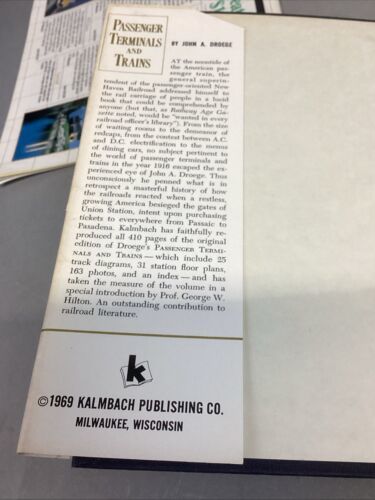 PASSENGER
TERMINALS
AND
TRAINS
BY JOHN A. DROEGE
AT the noontide of
the American pas-
senger train, the
general superin-
tendent of the passenger-oriented New
Haven Railroad addressed himself to
the rail carriage of people in a lucid
book that could be comprehended by
anyone (but that, as Railway Age Ga-
zette noted, would be "wanted in every
railroad officer's library"). From the size
of waiting rooms to the demeanor of
redcaps, from the contest between A.C.
and D.C. electrification to the menus
of dining cars, no subject pertinent to
the world of passenger terminals and
trains in the year 1916 escaped the ex-
perienced eye of John A. Droege. Thus
unconsciously he penned what is in
retrospect a masterful history of how
the railroads reacted when a restless,
growing America besieged the gates of
Union Station, intent upon purchasing
tickets to everywhere from Passaic to
Pasadena. Kalmbach has faithfully re-
produced all 410 pages of the original
edition of Droege's PASSENGER TERMI-
NALS AND TRAINS — which include 25
track diagrams, 31 station floor plans,
163 photos, and an index — and has
taken the measure of the volume in a
special introduction by Prof. George W.
Hilton. An outstanding contribution to
railroad literature.
k
©1969 KALMBACH PUBLISHING CO.
MILWAUKEE, WISCONSIN